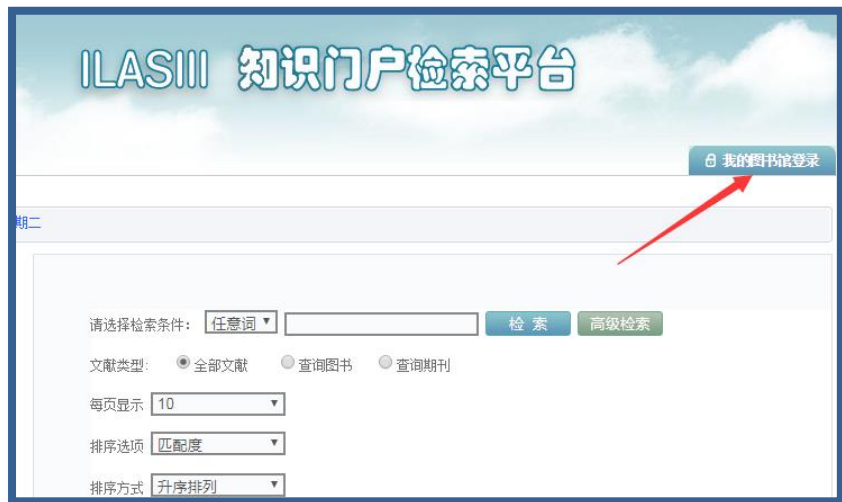 ILASIII 知识门户检索平台
我的图书馆登录
期二
请选择检索条件： 任意词 检 索 高级检索
文献类型: 全部文献 查询图书 查询期刊
每页显示 10
排序选项 匹配度
排序方式 升序排列